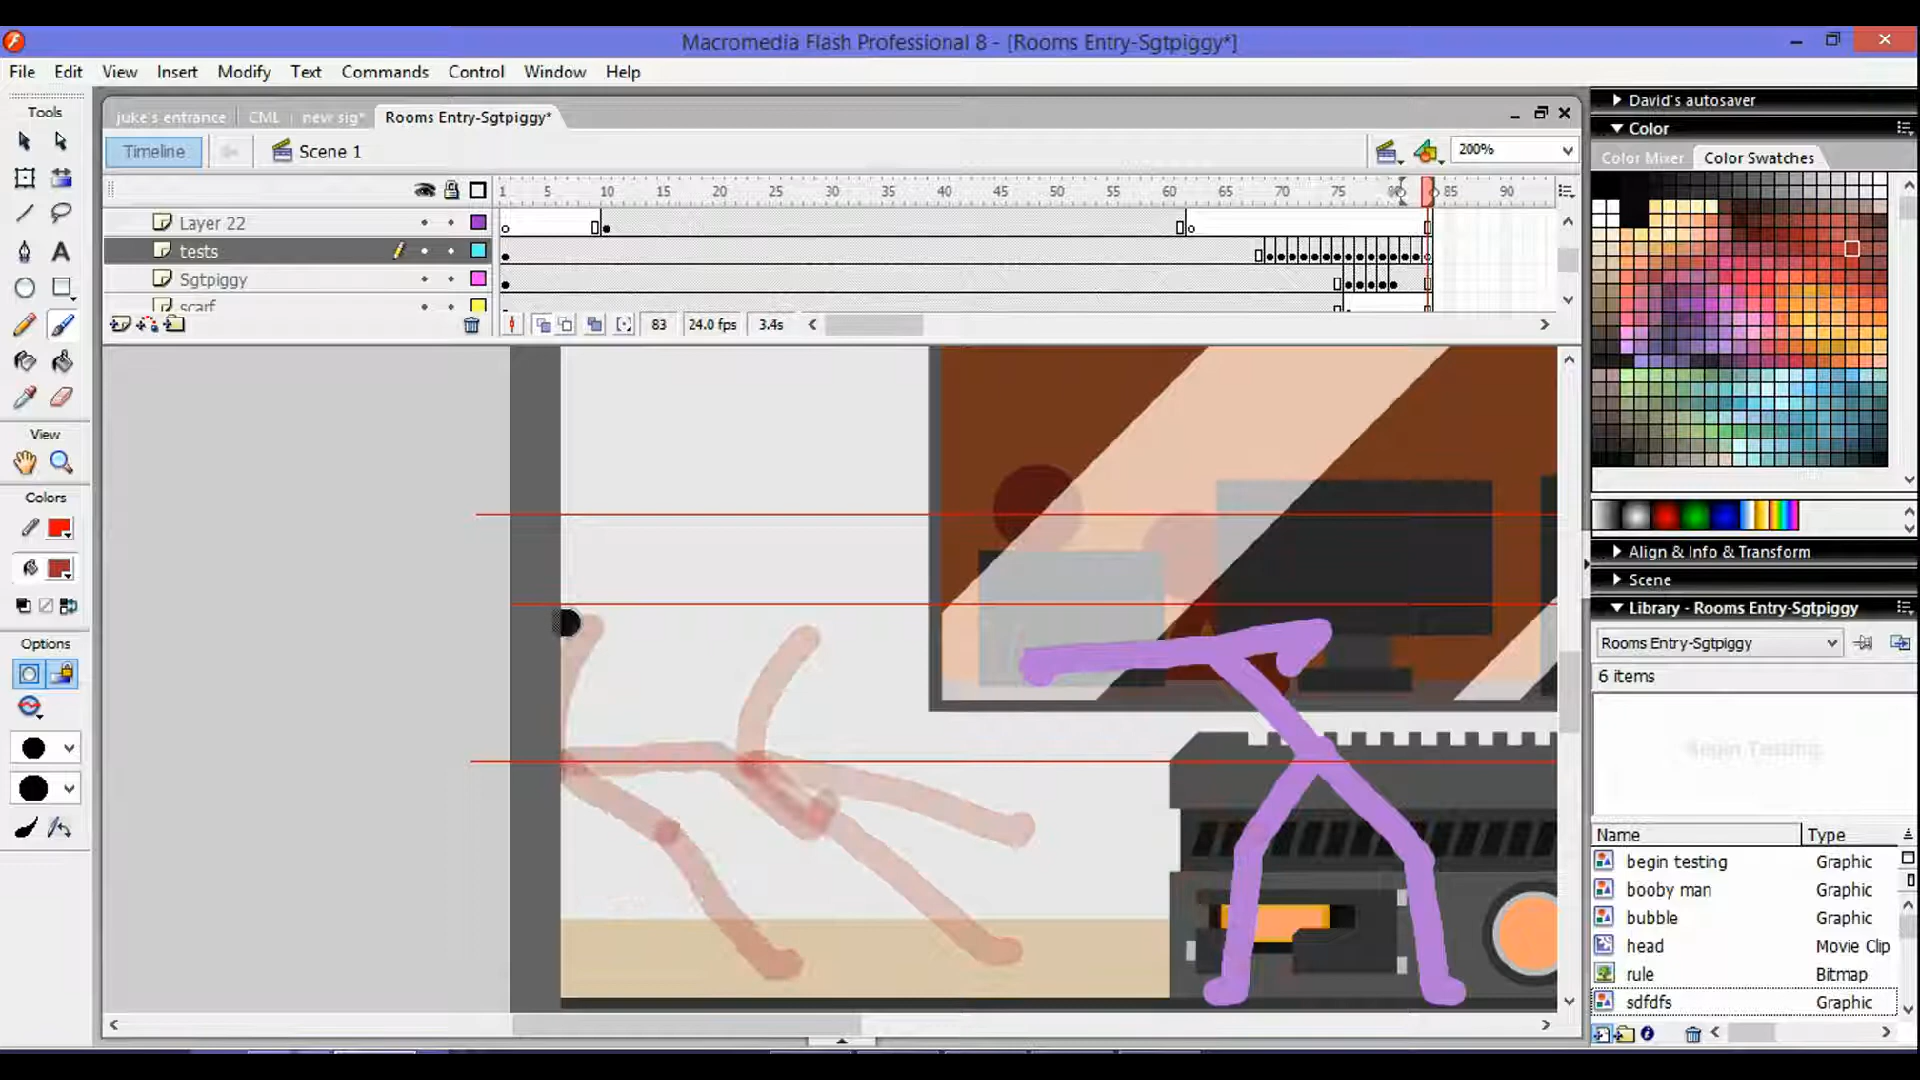 Macromedia Flash Professional 8 - [Rooms Entry-Sgtpiggy*]
File Edit View Insert Modify Text Commands Control Window Help
Tools
juke's entrance CML new sig* Rooms Entry-Sgtpiggy*
Timeline Scene 1 200%
1 5 10 15 20 25 30 35 40 45 50 55 60 65 70 75 80 85 90
Layer 22
tests
Sgtpiggy
scarf
83 24.0 fps 3.4s
View
Colors
Options
David's autosaver
Color
Color Mixer Color Swatches
Align & Info & Transform
Scene
Library - Rooms Entry-Sgtpiggy
Rooms Entry-Sgtpiggy
6 items
Begin Testing
Name Type
begin testing Graphic
booby man Graphic
bubble Graphic
head Movie Clip
rule Bitmap
sdfdfs Graphic